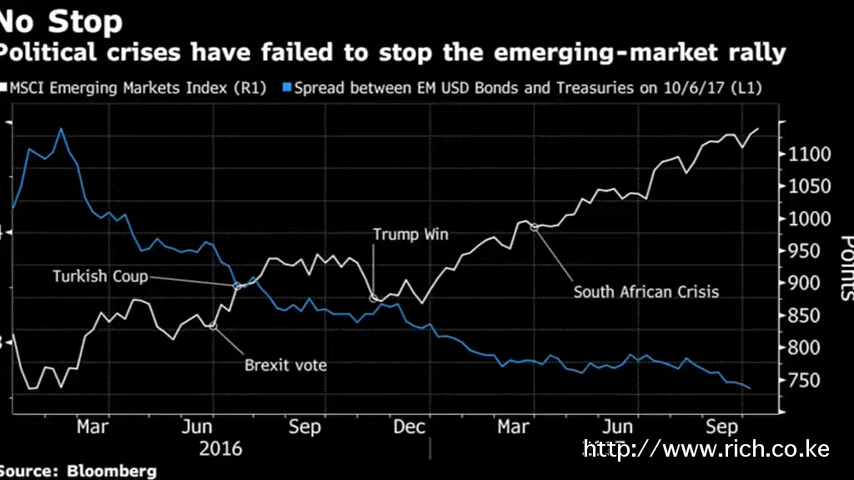 No Stop
Political crises have failed to stop the emerging-market rally
MSCI Emerging Markets Index (R1) Spread between EM USD Bonds and Treasuries on 10/6/17 (L1)
1100
1050
1000
4
950
Trump Win
Points
900
Turkish Coup
South African Crisis
850
3
800
Brexit vote
750
Mar Jun Sep Dec Mar Jun Sep
2016
http://www.rich.co.ke
Source: Bloomberg